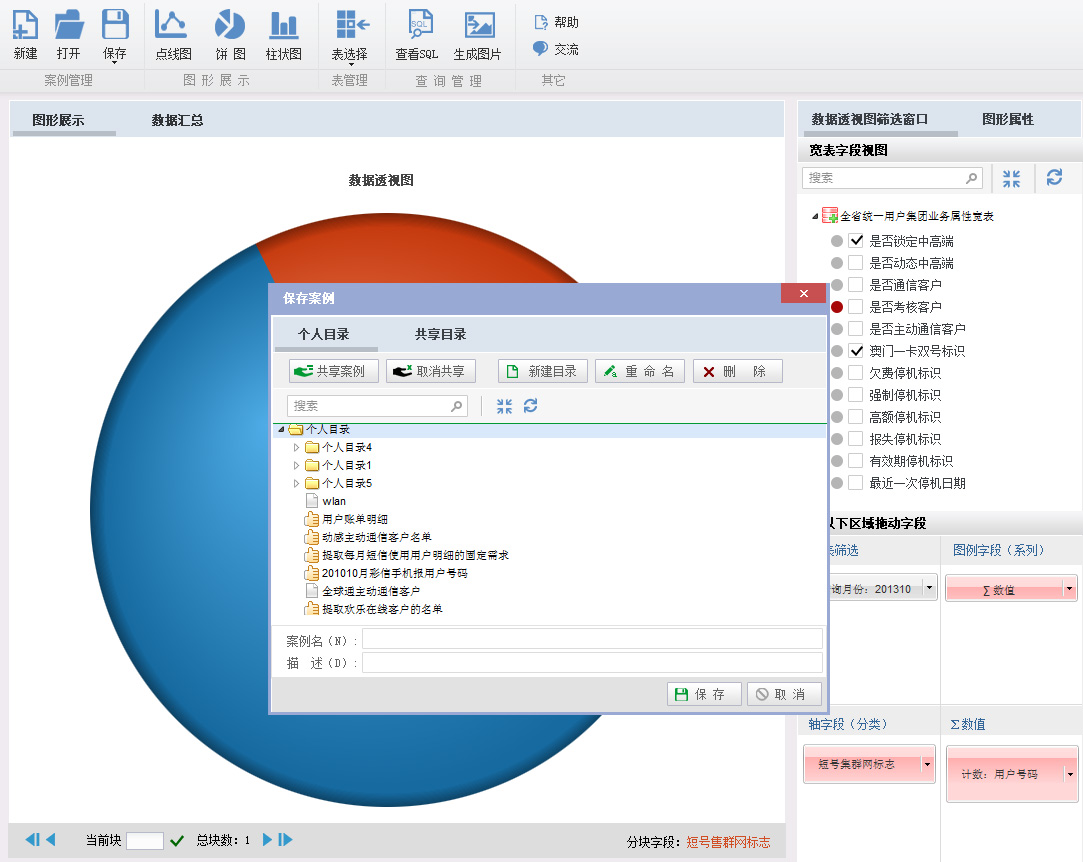 新建 打开 保存 点线图 饼 图 柱状图 表选择 查看SQL 生成图片 帮助
交流
案例管理 图 形 展 示 表管理 查 询 管 理 其它
图形展示 数据汇总
数据透视图
数据透视图筛选窗口 图形属性
宽表字段视图
搜索
全省统一用户集团业务属性宽表
是否锁定中高端
是否动态中高端
是否通信客户
是否考核客户
是否主动通信客户
澳门一卡双号标识
欠费停机标识
强制停机标识
高额停机标识
报失停机标识
有效期停机标识
最近一次停机日期
以下区域拖动字段
筛选 图例字段（系列）
询月份：201310 Σ 数值
轴字段（分类） Σ数值
短号集群网标志 计数：用户号码
保存案例
个人目录 共享目录
共享案例 取消共享 新建目录 重 命 名 删 除
搜索
个人目录
个人目录4
个人目录1
个人目录5
wlan
用户账单明细
动感主动通信客户名单
提取每月短信使用用户明细的固定需求
201010月彩信手机报用户号码
全球通主动通信客户
提取欢乐在线客户的名单
案例名（N）:
描 述（D）:
保 存 取 消
当前块 总块数：1 分块字段：短号售群网标志